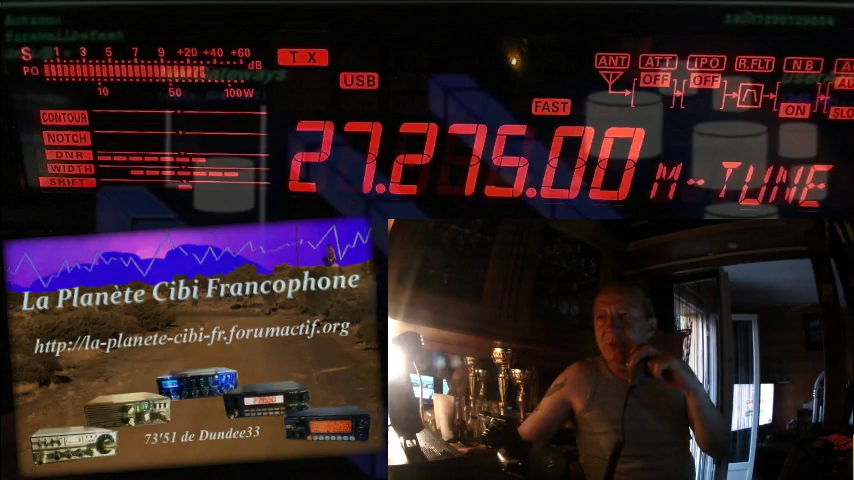 S 1 3 5 7 9 +20 +40 +60 dB
PO
10 50 100W
TX
USB
FAST
ANT ATT IPO R.FLT NB
OFF OFF
ON SLO
CONTOUR
NOTCH
DNR
WIDTH
SHIFT
27.275.00 M-TUNE
La Planète Cibi Francophone
http://la-planete-cibi-fr.forumactif.org
73'51 de Dundee33